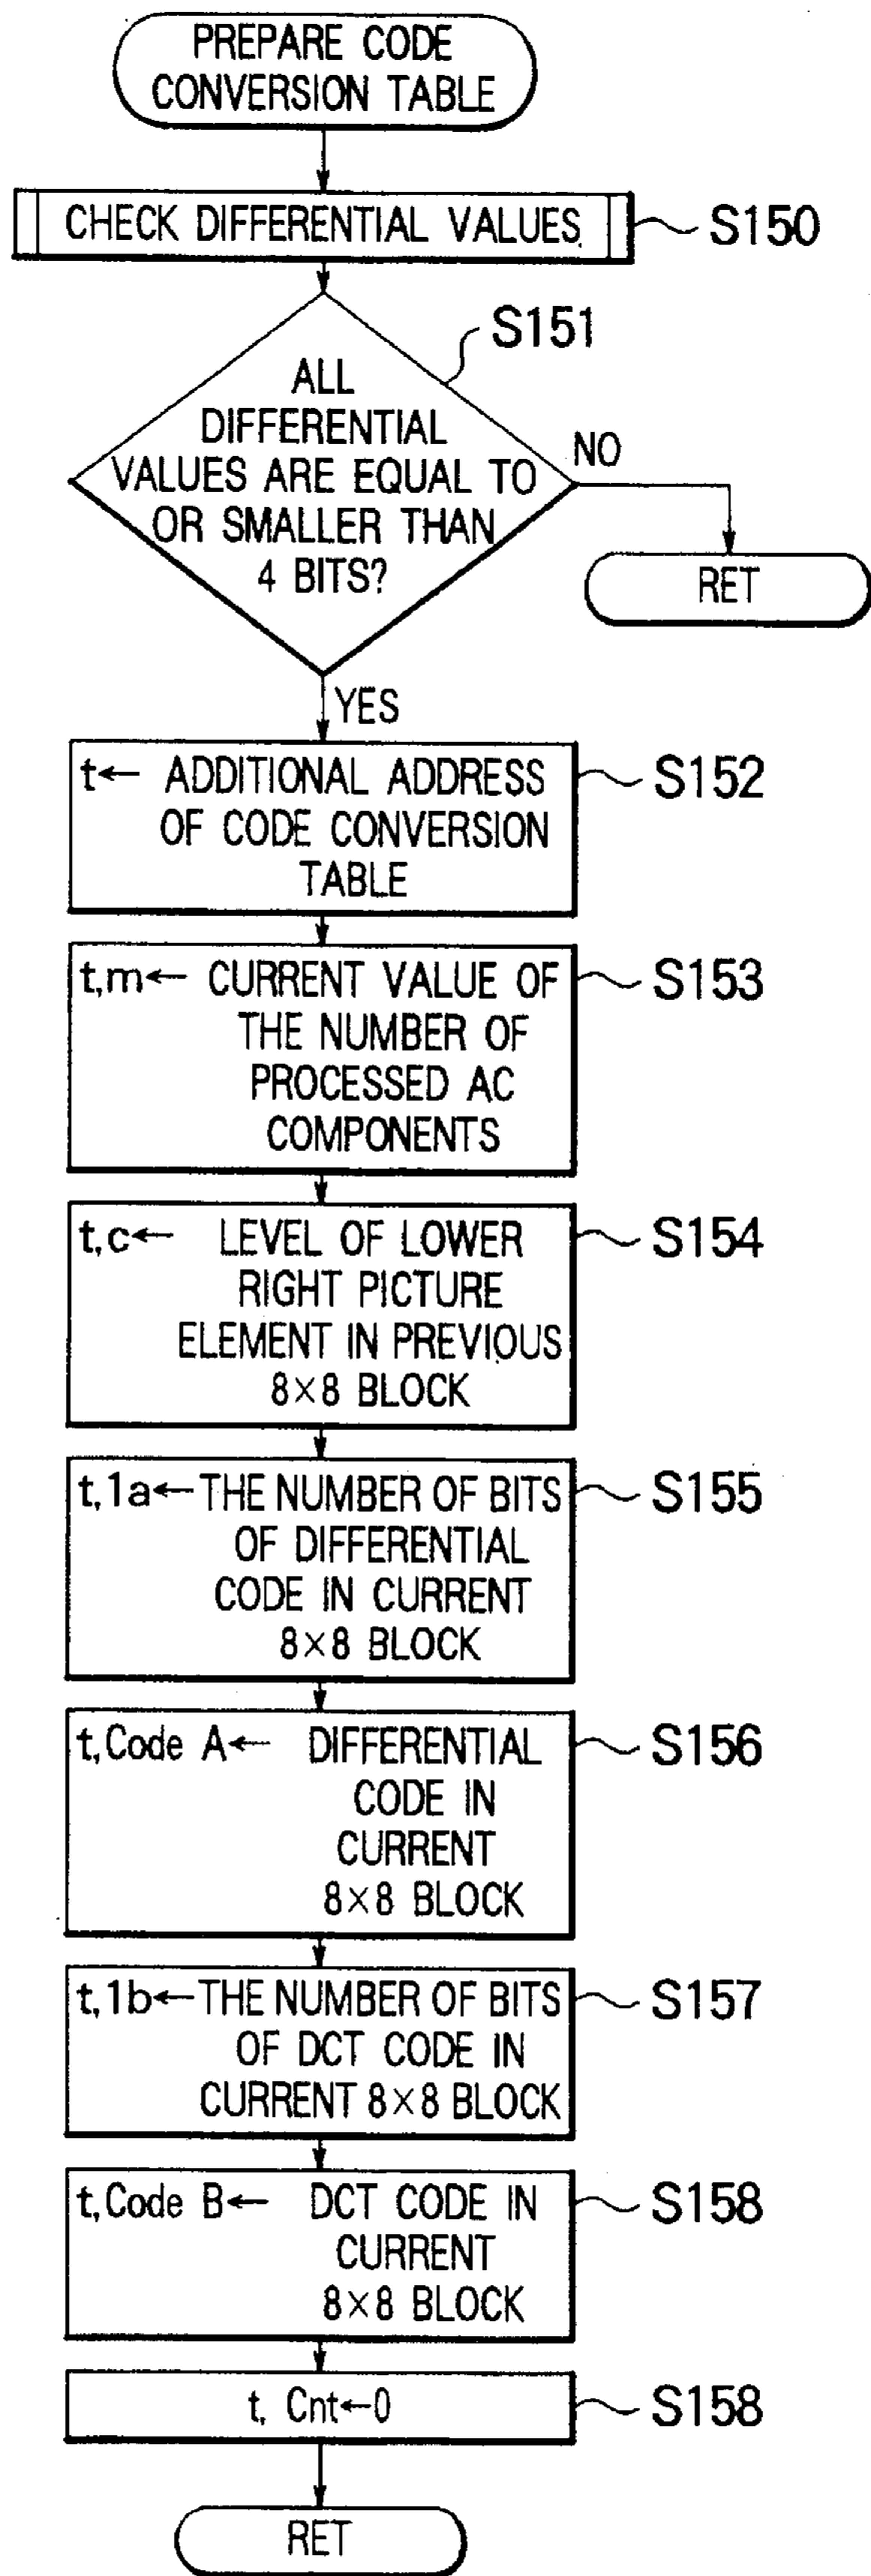 PREPARE CODE
CONVERSION TABLE
CHECK DIFFERENTIAL VALUES
S150
S151
ALL
DIFFERENTIAL
VALUES ARE EQUAL TO
OR SMALLER THAN
4 BITS?
NO
RET
YES
t← ADDITIONAL ADDRESS
OF CODE CONVERSION
TABLE
S152
t,m← CURRENT VALUE OF
THE NUMBER OF
PROCESSED AC
COMPONENTS
S153
t,c← LEVEL OF LOWER
RIGHT PICTURE
ELEMENT IN PREVIOUS
8×8 BLOCK
S154
t,1a← THE NUMBER OF BITS
OF DIFFERENTIAL
CODE IN CURRENT
8×8 BLOCK
S155
t,Code A← DIFFERENTIAL
CODE IN
CURRENT
8×8 BLOCK
S156
t,1b← THE NUMBER OF BITS
OF DCT CODE IN
CURRENT 8×8 BLOCK
S157
t,Code B← DCT CODE IN
CURRENT
8×8 BLOCK
S158
t, Cnt←0
S158
RET